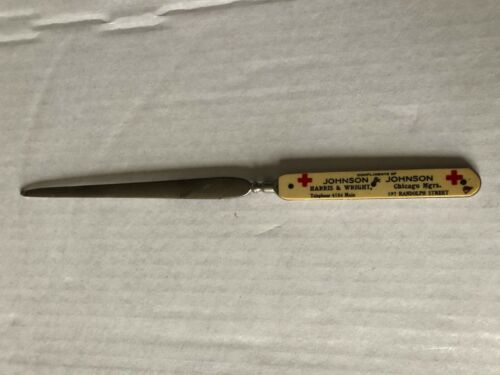 COMPLIMENTS OF
JOHNSON & JOHNSON
HARRIS & WRIGHT, Chicago Mgrs.
Telephone 4154 Main 197 RANDOLPH STREET